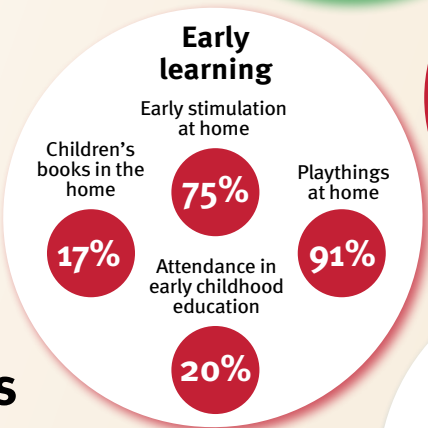 Early
learning
Early stimulation
at home
75%
Children's
books in the
home
17%
Playthings
at home
91%
Attendance in
early childhood
education
20%
s